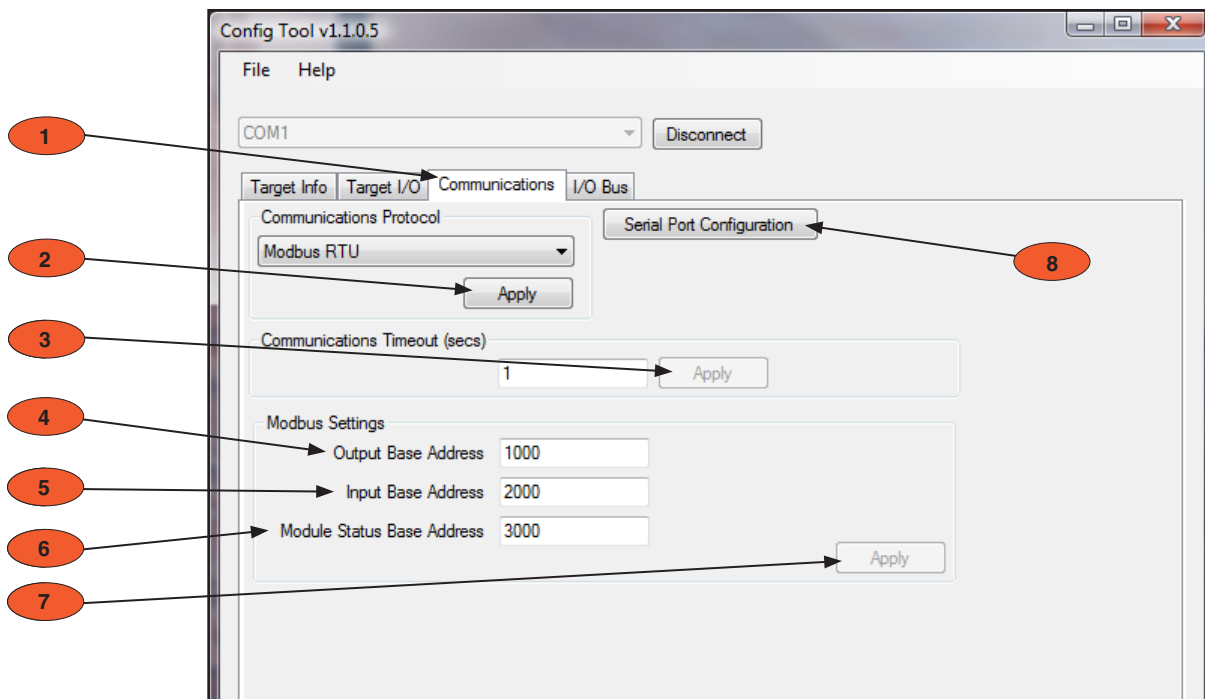 Config Tool v1.1.0.5
File Help
COM1 Disconnect
1
Target Info Target I/O Communications I/O Bus
Communications Protocol
Serial Port Configuration
Modbus RTU
2
8
Apply
3
Communications Timeout (secs)
1 Apply
4
Modbus Settings
Output Base Address 1000
5
Input Base Address 2000
Module Status Base Address 3000
6
Apply
7